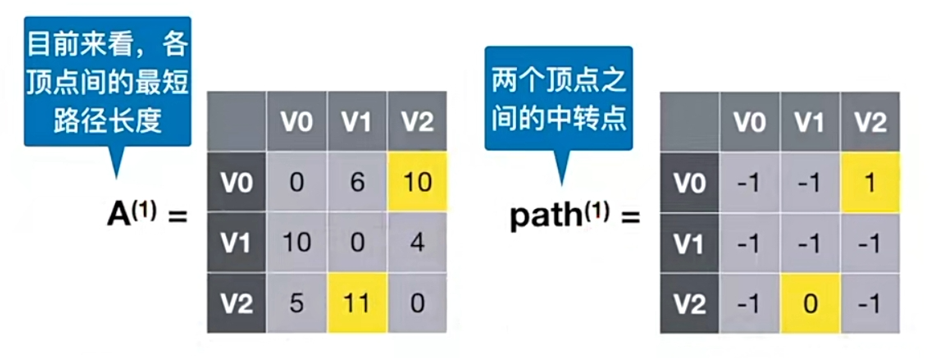 目前来看，各
顶点间的最短
路径长度
两个顶点之
间的中转点
V0 V1 V2
V0 0 6 10
V1 10 0 4
V2 5 11 0
A(1) =
V0 V1 V2
V0 -1 -1 1
V1 -1 -1 -1
V2 -1 0 -1
path(1) =